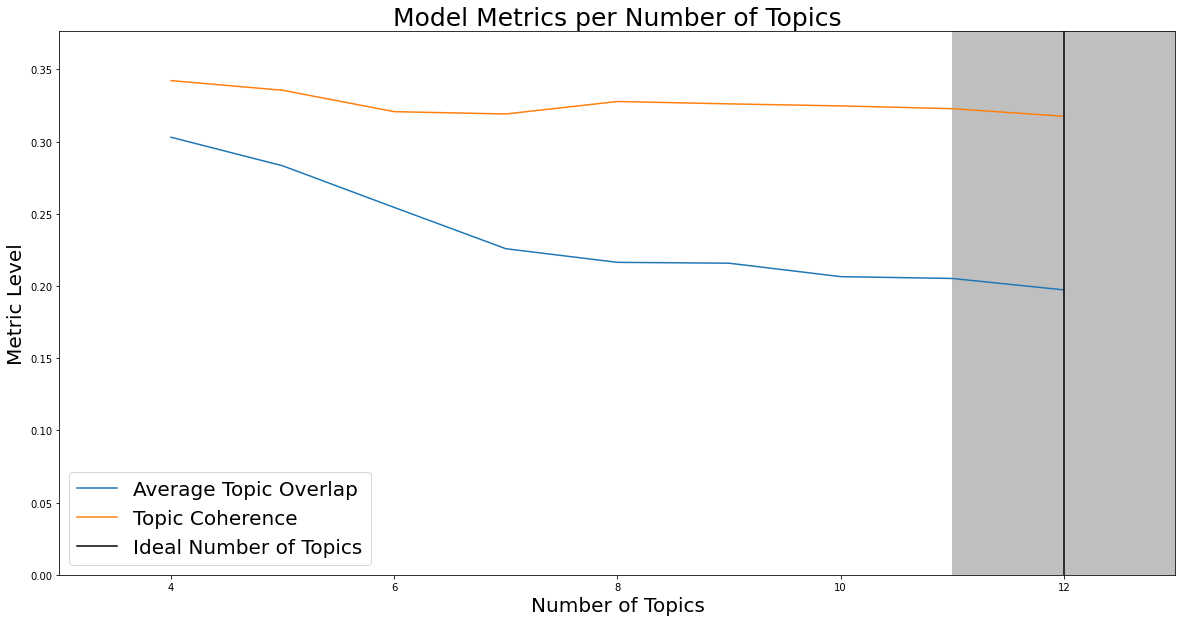 Model Metrics per Number of Topics
Metric Level
0.35
0.30
0.25
0.20
0.15
0.10
0.05
0.00
Average Topic Overlap
Topic Coherence
Ideal Number of Topics
4 6 8 10 12
Number of Topics